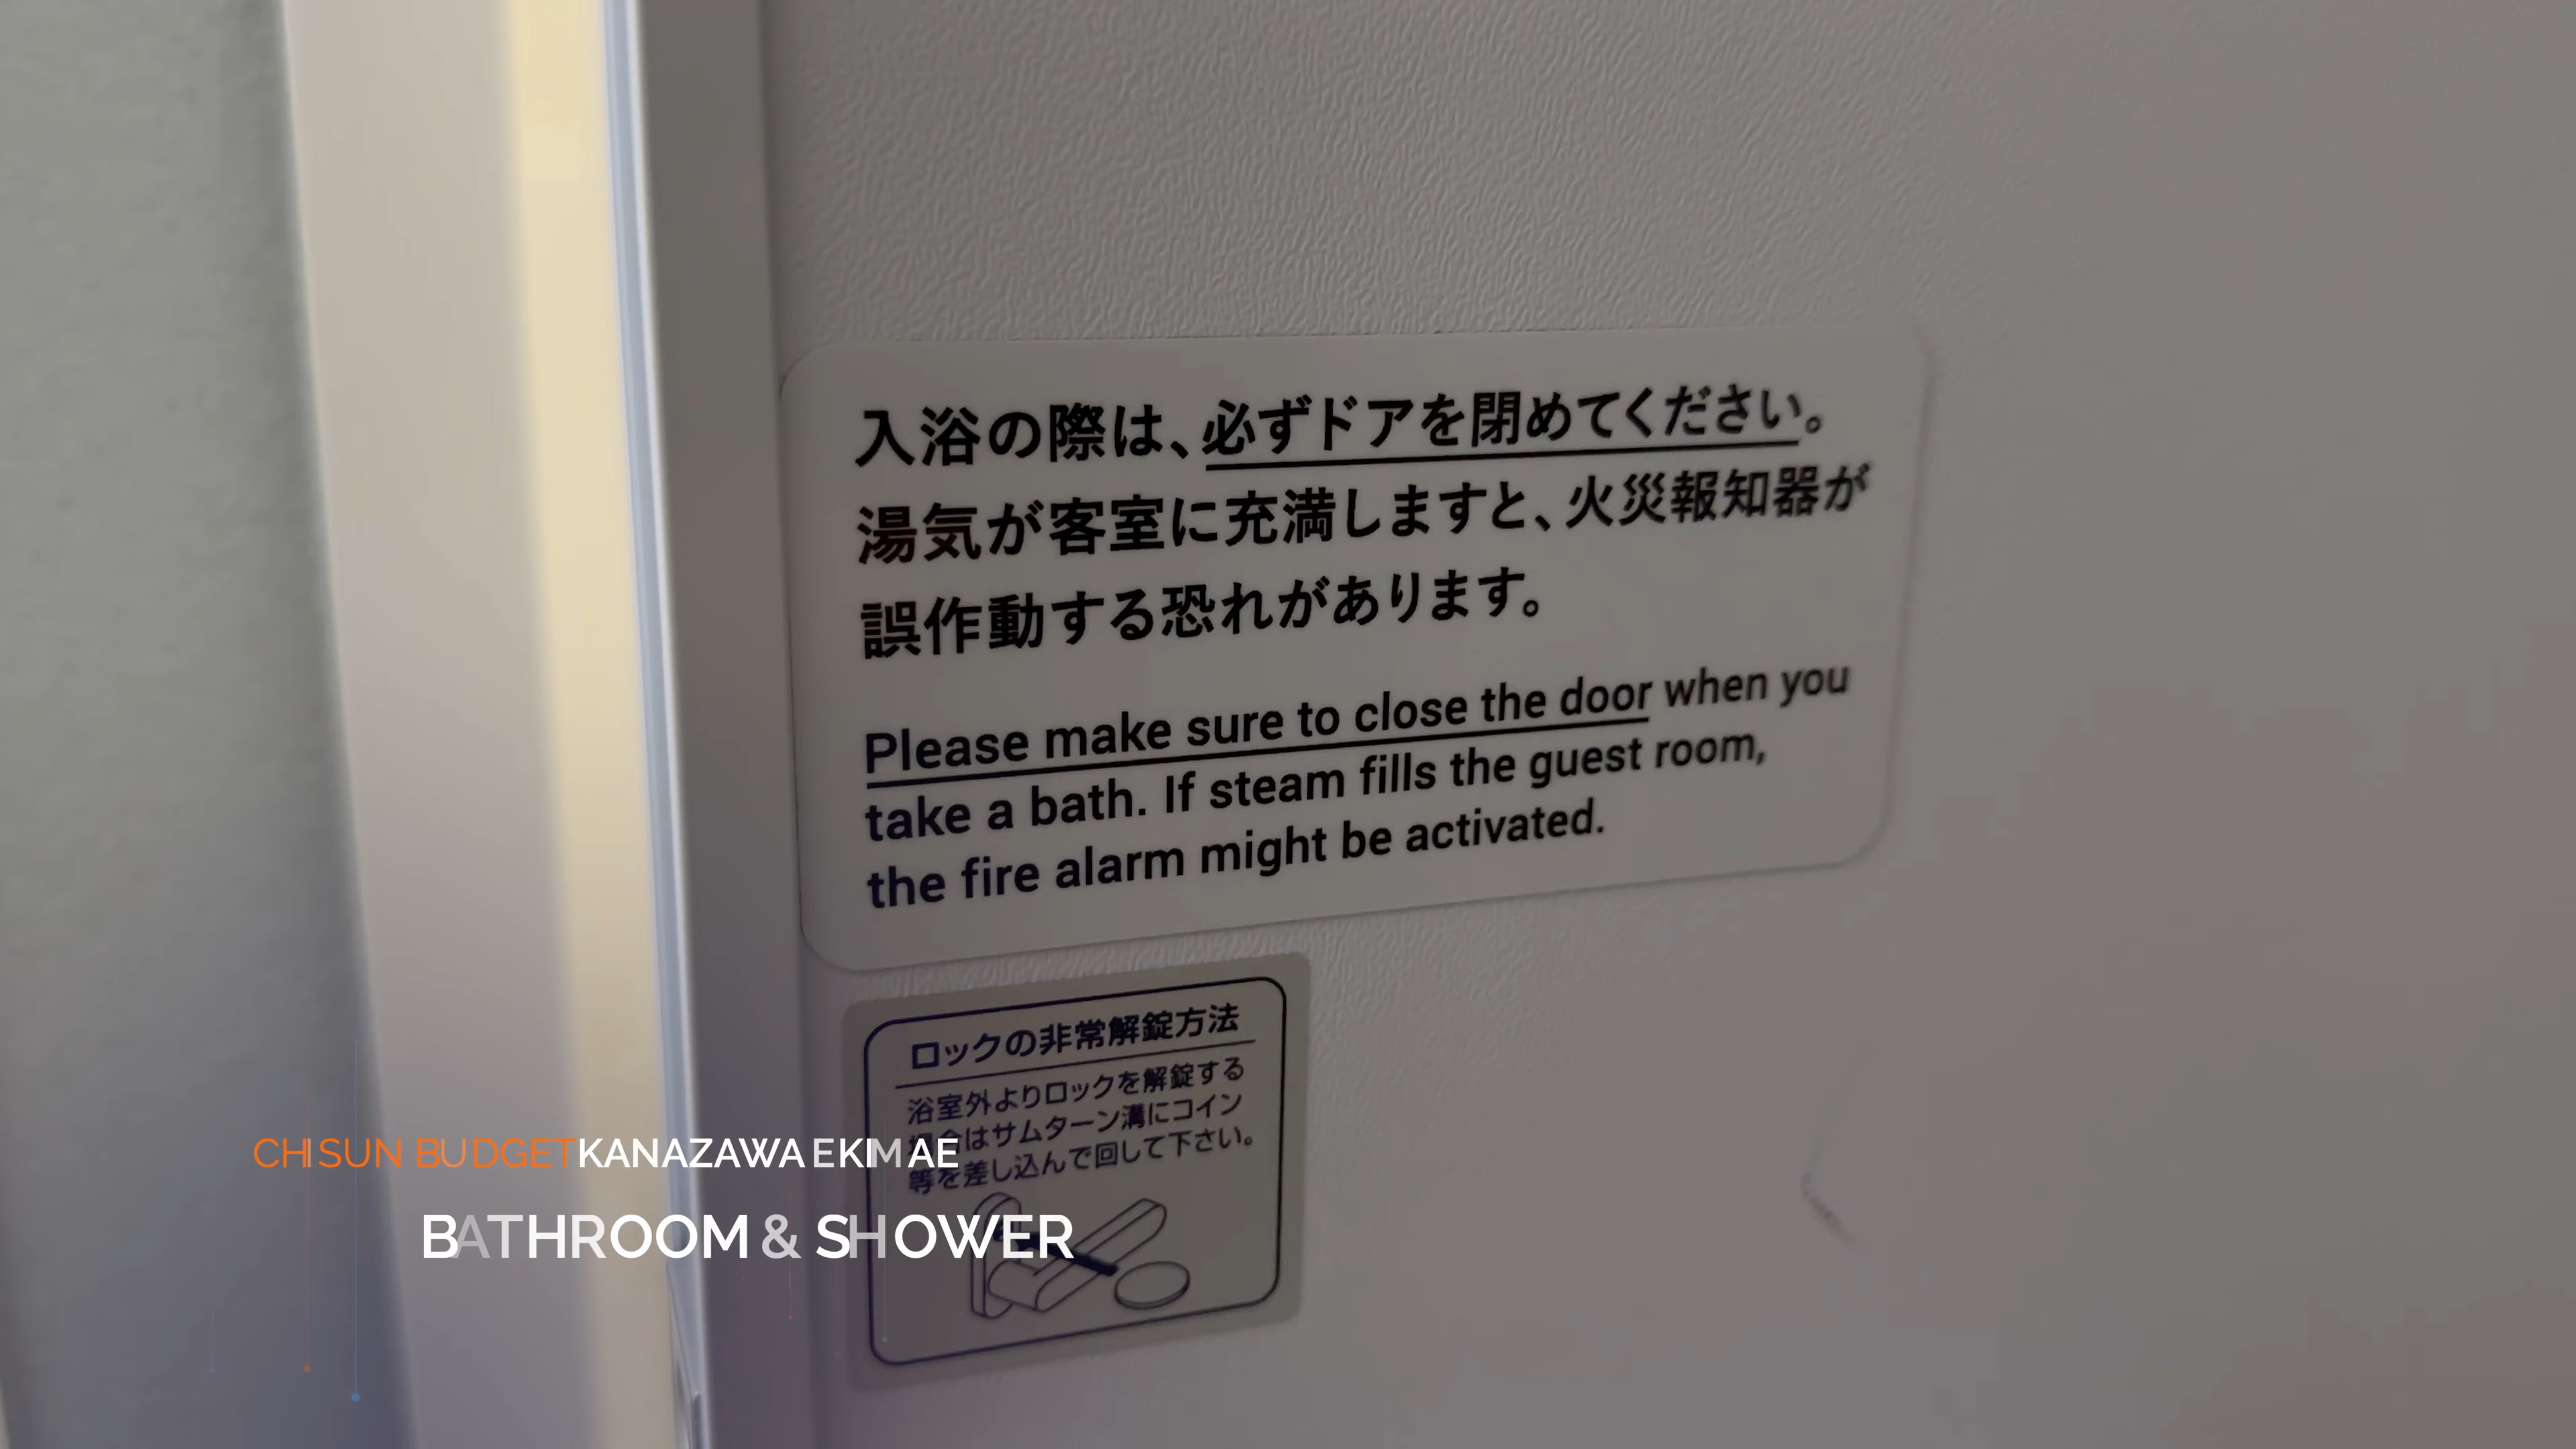 入浴の際は、必ずドアを閉めてください。
湯気が客室に充満しますと、火災報知器が
誤作動する恐れがあります。
Please make sure to close the door when you
take a bath. If steam fills the guest room,
the fire alarm might be activated.
ロックの非常解錠方法
浴室外よりロックを解錠する
場合はサムターン溝にコイン
等を差し込んで回して下さい。
CHISUN BUDGET KANAZAWA EKIMAE
BATHROOM & SHOWER